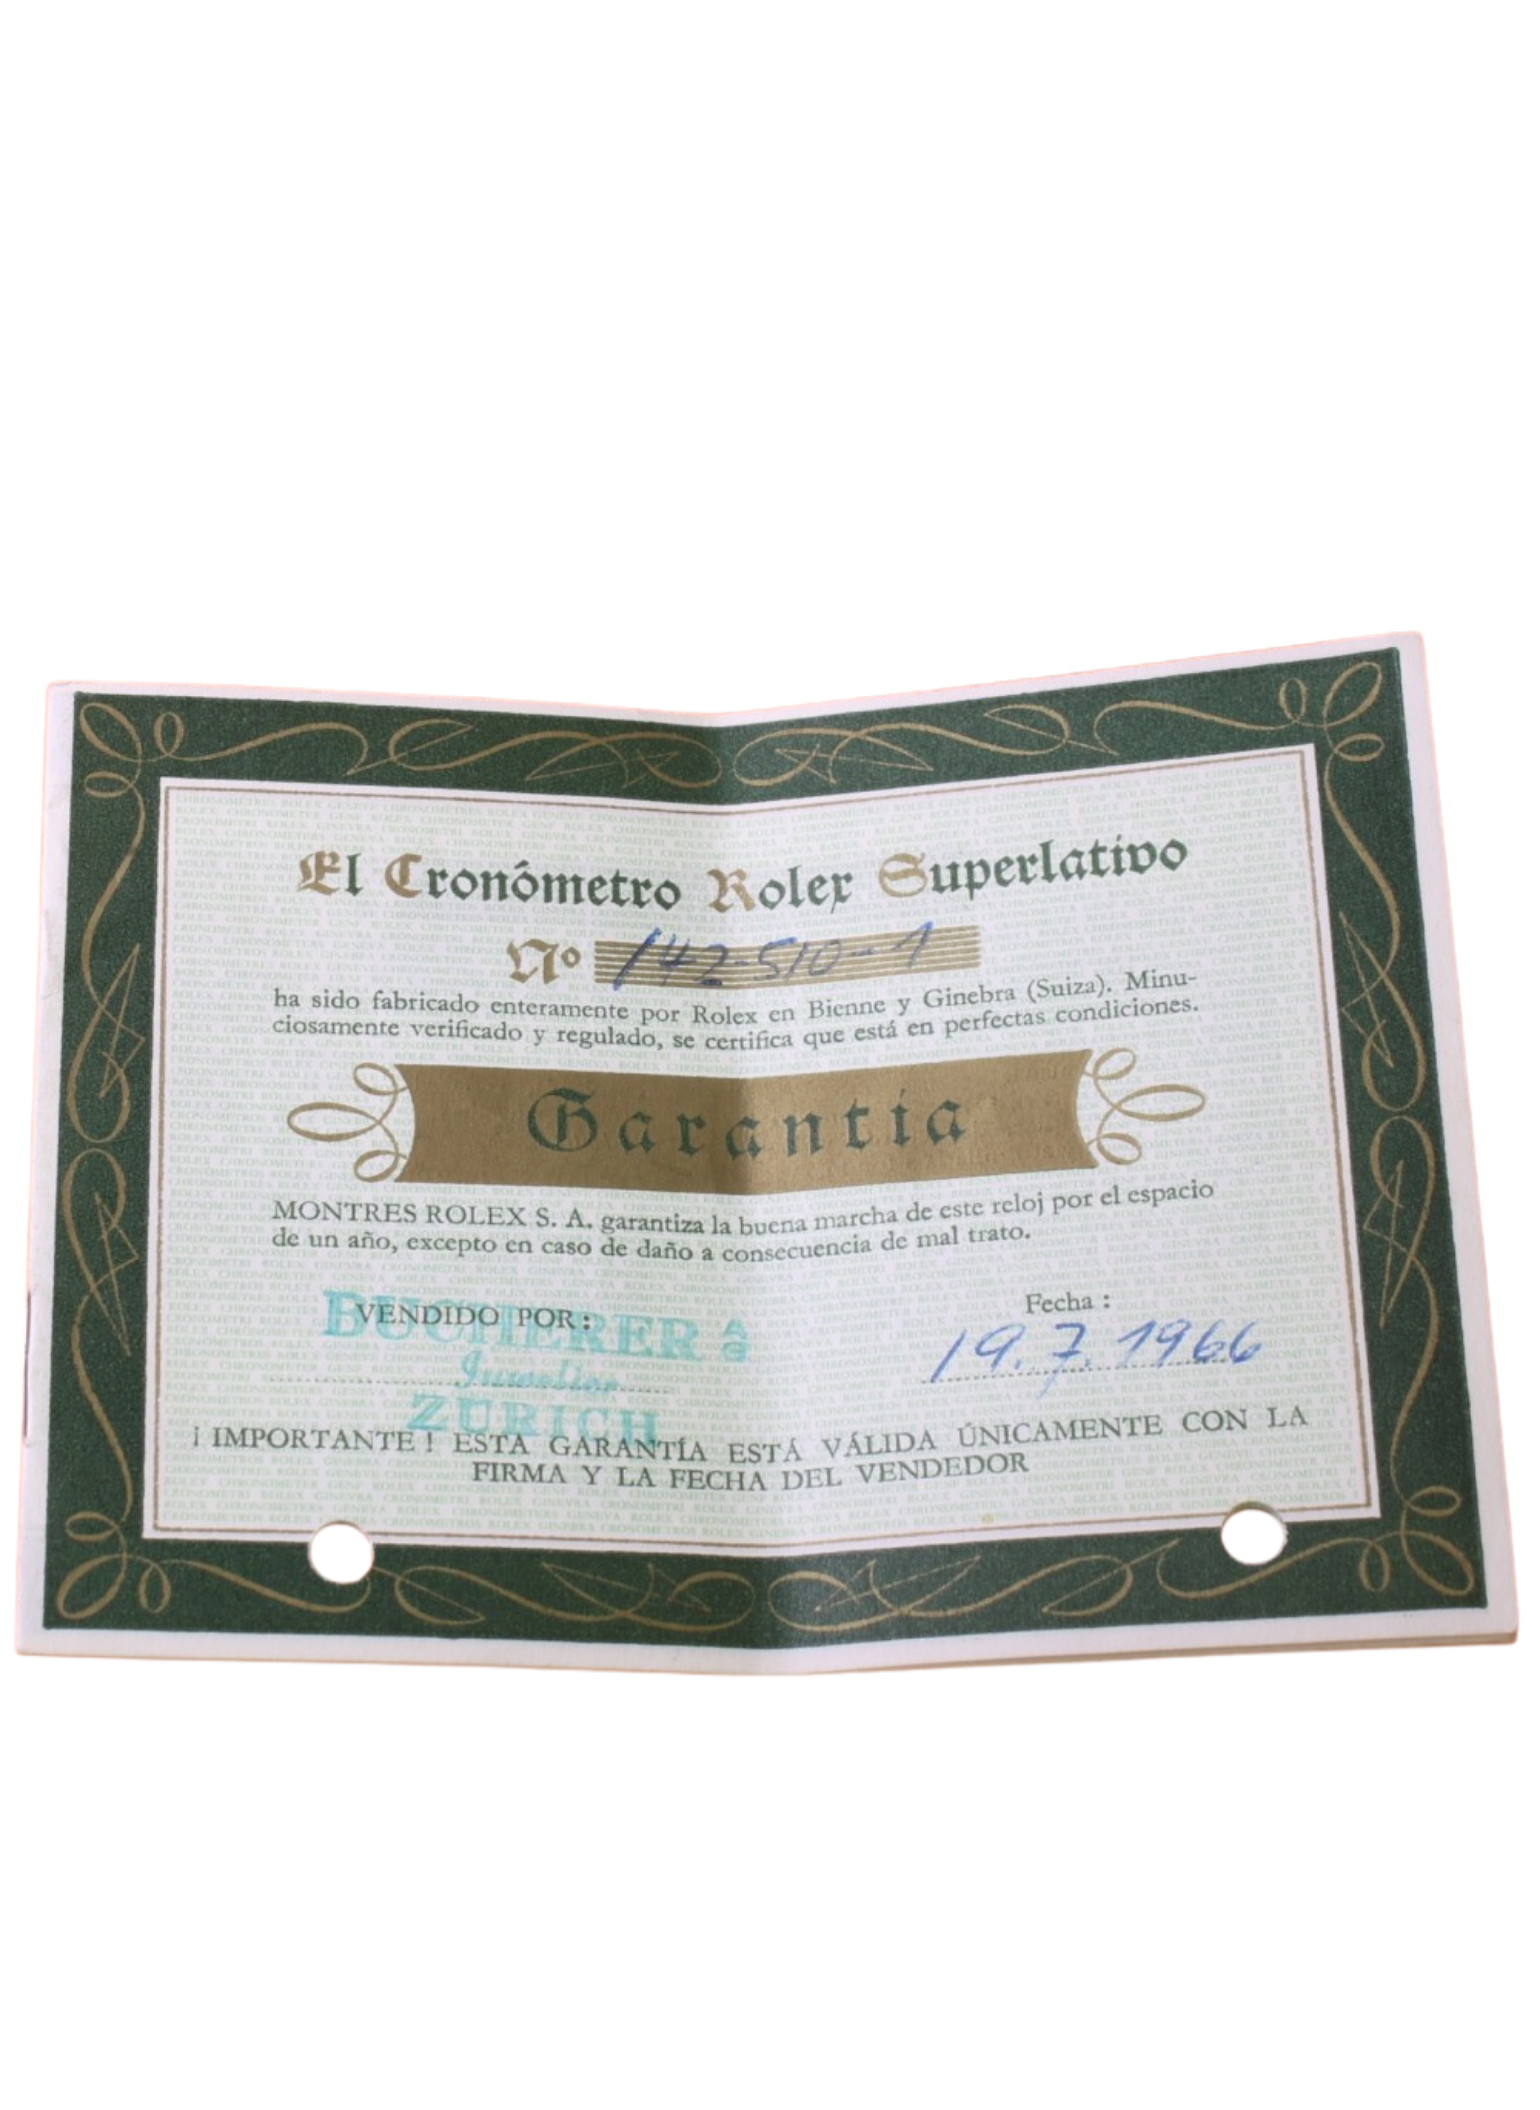 El Cronómetro Rolex Superlativo
Nº 142-510-1
ha sido fabricado enteramente por Rolex en Bienne y Ginebra (Suiza). Minu-
ciosamente verificado y regulado, se certifica que está en perfectas condiciones.
Garantía
MONTRES ROLEX S. A. garantiza la buena marcha de este reloj por el espacio
de un año, excepto en caso de daño a consecuencia de mal trato.
VENDIDO POR:
BUCHERER
Juwelier
ZÜRICH
Fecha :
19.7.1966
¡ IMPORTANTE ! ESTA GARANTÍA ESTÁ VÁLIDA ÚNICAMENTE CON LA
FIRMA Y LA FECHA DEL VENDEDOR